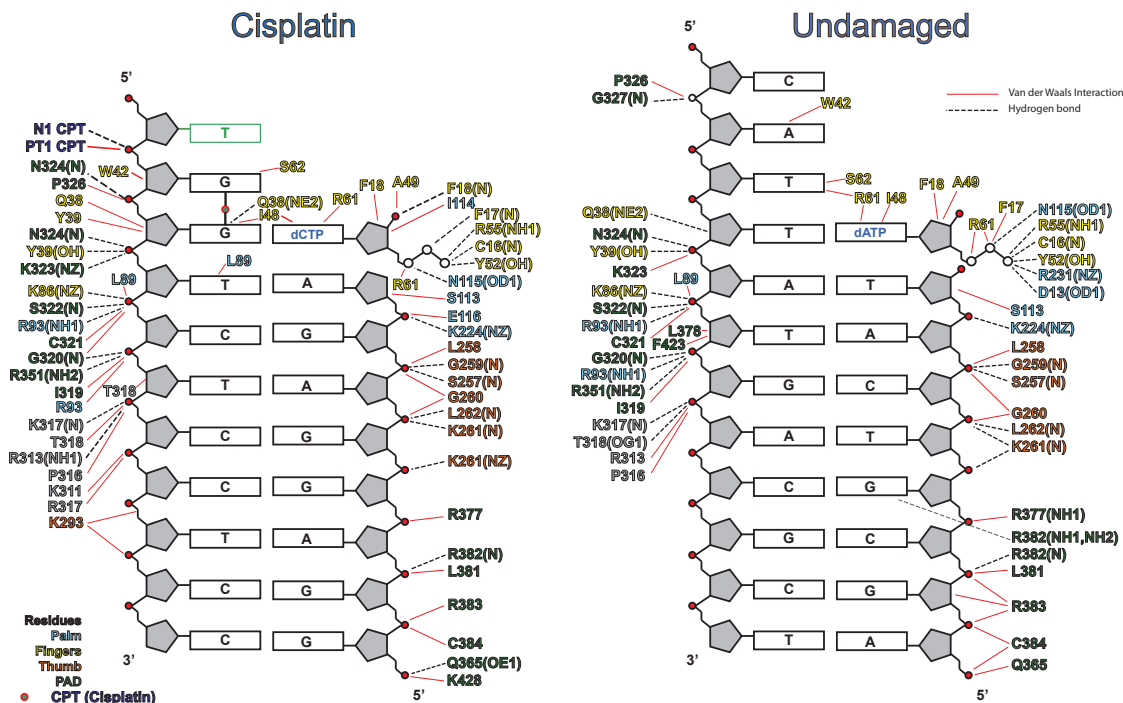 Cisplatin
5’
N1 CPT
PT1 CPT
N324(N)
P326
W42
Q38
Y39
N324(N)
Y39(OH)
K323(NZ)
L89
K86(NZ)
S322(N)
R93(NH1)
C321
G320(N)
R351(NH2)
I319
R93
T318
K317(N)
T318
R313(NH1)
P316
K311
R317
K293
T
G
S62
G
Q38(NE2)
I48
dCTP
R61
F18
A49
F18(N)
I114
F17(N)
R55(NH1)
C16(N)
Y52(OH)
R61
N115(OD1)
L89
T
A
S113
E116
C
G
K224(NZ)
L258
G259(N)
T
A
S257(N)
G260
L262(N)
C
G
K261(N)
K261(NZ)
C
G
R377
T
A
R382(N)
L381
C
G
R383
C
G
C384
Q365(OE1)
K428
3’
5’
Residues
Palm
Fingers
Thumb
PAD
CPT (Cisplatin)
Undamaged
5’
Van der Waals Interaction
Hydrogen bond
P326
G327(N)
C
W42
A
T
S62
R61
I48
F18
A49
Q38(NE2)
N324(N)
Y39(OH)
K323
T
dATP
R61
F17
N115(OD1)
R55(NH1)
C16(N)
Y52(OH)
R231(NZ)
D13(OD1)
L89
K86(NZ)
S322(N)
R93(NH1)
C321
L378
F423
G320(N)
R93(NH1)
R351(NH2)
I319
K317(N)
T318(OG1)
R313
P316
A
T
S113
T
A
K224(NZ)
L258
G259(N)
G
C
S257(N)
G260
A
T
L262(N)
K261(N)
C
G
R377(NH1)
G
C
R382(NH1,NH2)
R382(N)
L381
C
G
R383
T
A
C384
Q365
3’
5’